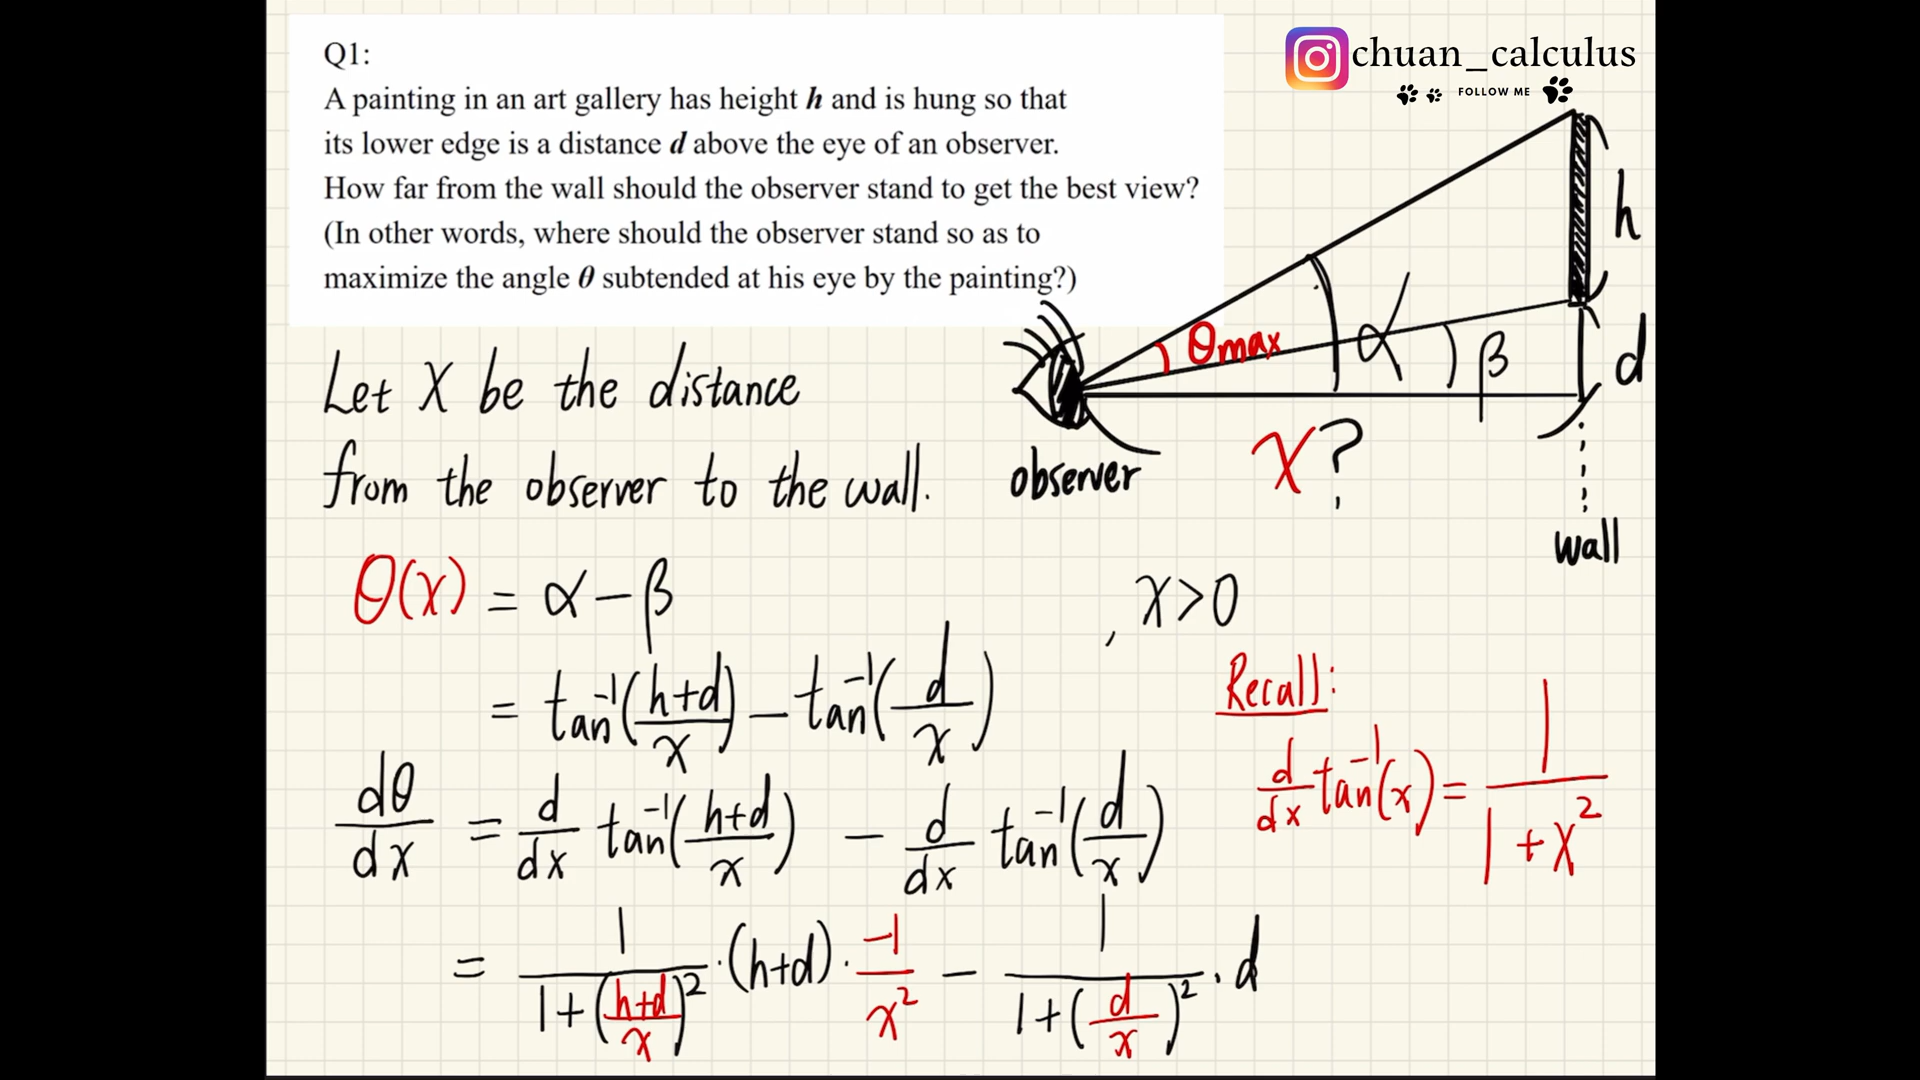 Q1:
A painting in an art gallery has height h and is hung so that
its lower edge is a distance d above the eye of an observer.
How far from the wall should the observer stand to get the best view?
(In other words, where should the observer stand so as to
maximize the angle θ subtended at his eye by the painting?)
chuan_calculus
FOLLOW ME
h
θmax
α
β
d
x?
observer
wall
Let x be the distance
from the observer to the wall.
θ(x) = α − β , x>0
= tan⁻¹((h+d)/x) − tan⁻¹(d/x)
Recall:
d/dx tan⁻¹(x) = 1/(1+x²)
dθ/dx = d/dx tan⁻¹((h+d)/x) − d/dx tan⁻¹(d/x)
= 1/(1+((h+d)/x)²) · (h+d) · −1/x² − 1/(1+(d/x)²) · d